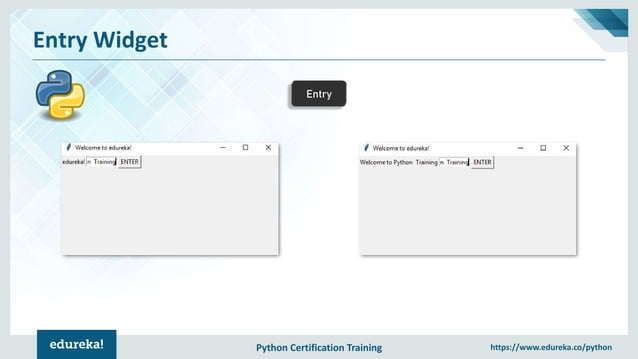 Entry Widget
Entry
Welcome to edureka!
edureka! n Training ENTER
Welcome to edureka!
Welcome to Python Training n Training ENTER
edureka!
Python Certification Training
https://www.edureka.co/python